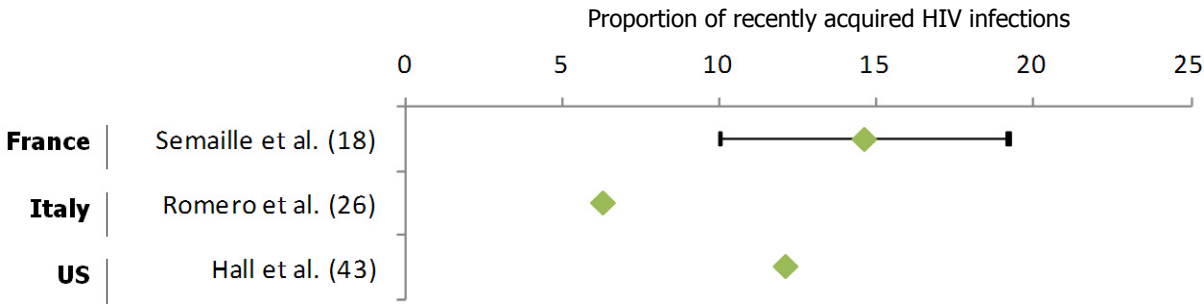 Proportion of recently acquired HIV infections
0 5 10 15 20 25
France Semaille et al. (18)
Italy Romero et al. (26)
US Hall et al. (43)